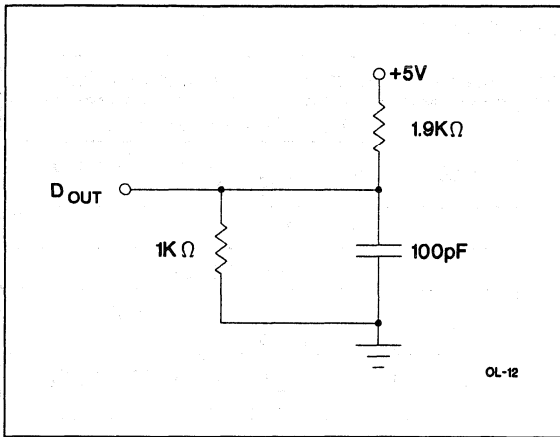 +5V
1.9KΩ
D OUT
1K Ω
100pF
OL-12